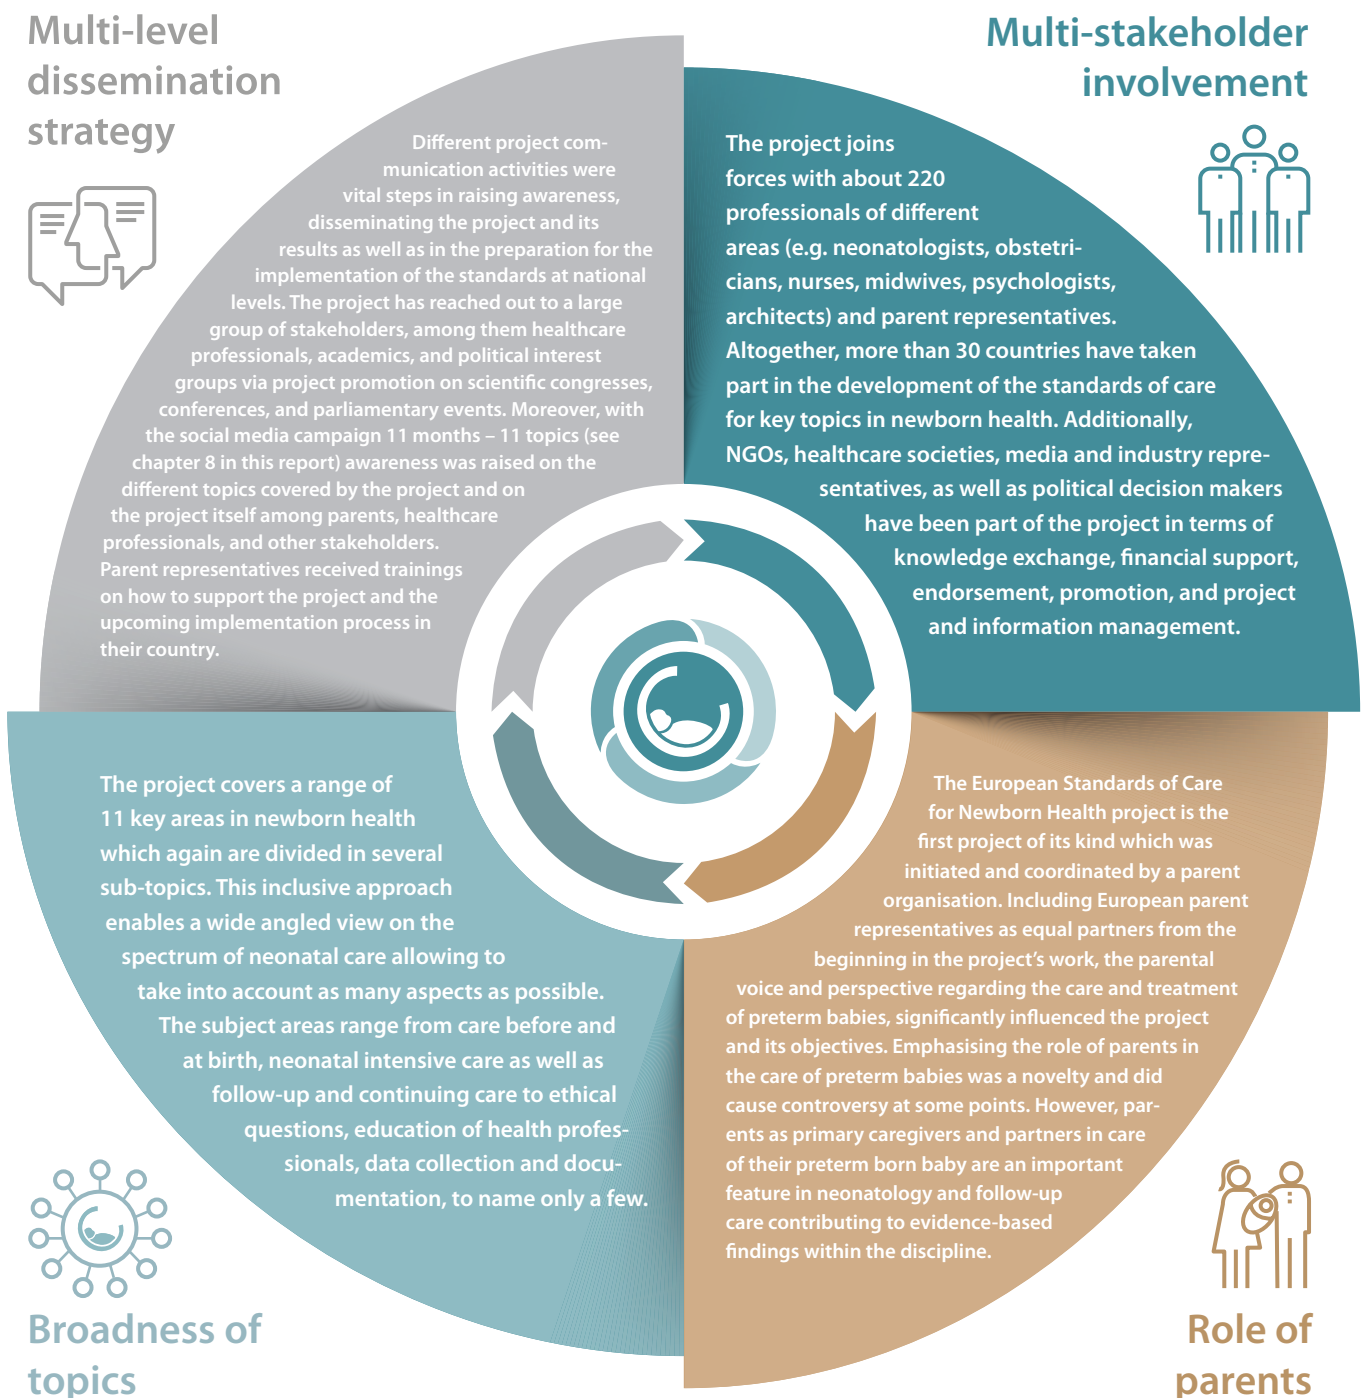 Multi-level
dissemination
strategy
Different project com-
munication activities were
vital steps in raising awareness,
disseminating the project and its
results as well as in the preparation for the
implementation of the standards at national
levels. The project has reached out to a large
group of stakeholders, among them healthcare
professionals, academics, and political interest
groups via project promotion on scientific congresses,
conferences, and parliamentary events. Moreover, with
the social media campaign 11 months – 11 topics (see
chapter 8 in this report) awareness was raised on the
different topics covered by the project and on
the project itself among parents, healthcare
professionals, and other stakeholders.
Parent representatives received trainings
on how to support the project and the
upcoming implementation process in
their country.
Multi-stakeholder
involvement
The project joins
forces with about 220
professionals of different
areas (e.g. neonatologists, obstetri-
cians, nurses, midwives, psychologists,
architects) and parent representatives.
Altogether, more than 30 countries have taken
part in the development of the standards of care
for key topics in newborn health. Additionally,
NGOs, healthcare societies, media and industry repre-
sentatives, as well as political decision makers
have been part of the project in terms of
knowledge exchange, financial support,
endorsement, promotion, and project
and information management.
The project covers a range of
11 key areas in newborn health
which again are divided in several
sub-topics. This inclusive approach
enables a wide angled view on the
spectrum of neonatal care allowing to
take into account as many aspects as possible.
The subject areas range from care before and
at birth, neonatal intensive care as well as
follow-up and continuing care to ethical
questions, education of health profes-
sionals, data collection and docu-
mentation, to name only a few.
Broadness of
topics
The European Standards of Care
for Newborn Health project is the
first project of its kind which was
initiated and coordinated by a parent
organisation. Including European parent
representatives as equal partners from the
beginning in the project's work, the parental
voice and perspective regarding the care and treatment
of preterm babies, significantly influenced the project
and its objectives. Emphasising the role of parents in
the care of preterm babies was a novelty and did
cause controversy at some points. However, par-
ents as primary caregivers and partners in care
of their preterm born baby are an important
feature in neonatology and follow-up
care contributing to evidence-based
findings within the discipline.
Role of
parents